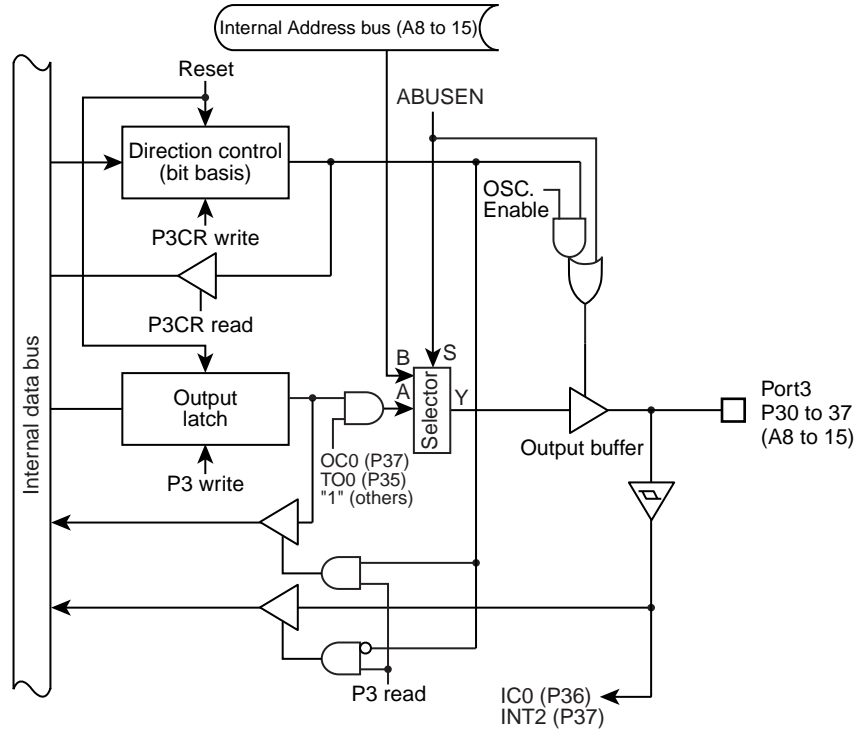 Internal Address bus (A8 to 15)
Reset
ABUSEN
Direction control
(bit basis)
OSC.
Enable
P3CR write
P3CR read
Internal data bus
B
S
A
Selector
Y
Output
latch
Port3
P30 to 37
(A8 to 15)
Output buffer
OC0 (P37)
TO0 (P35)
"1" (others)
P3 write
P3 read
IC0 (P36)
INT2 (P37)